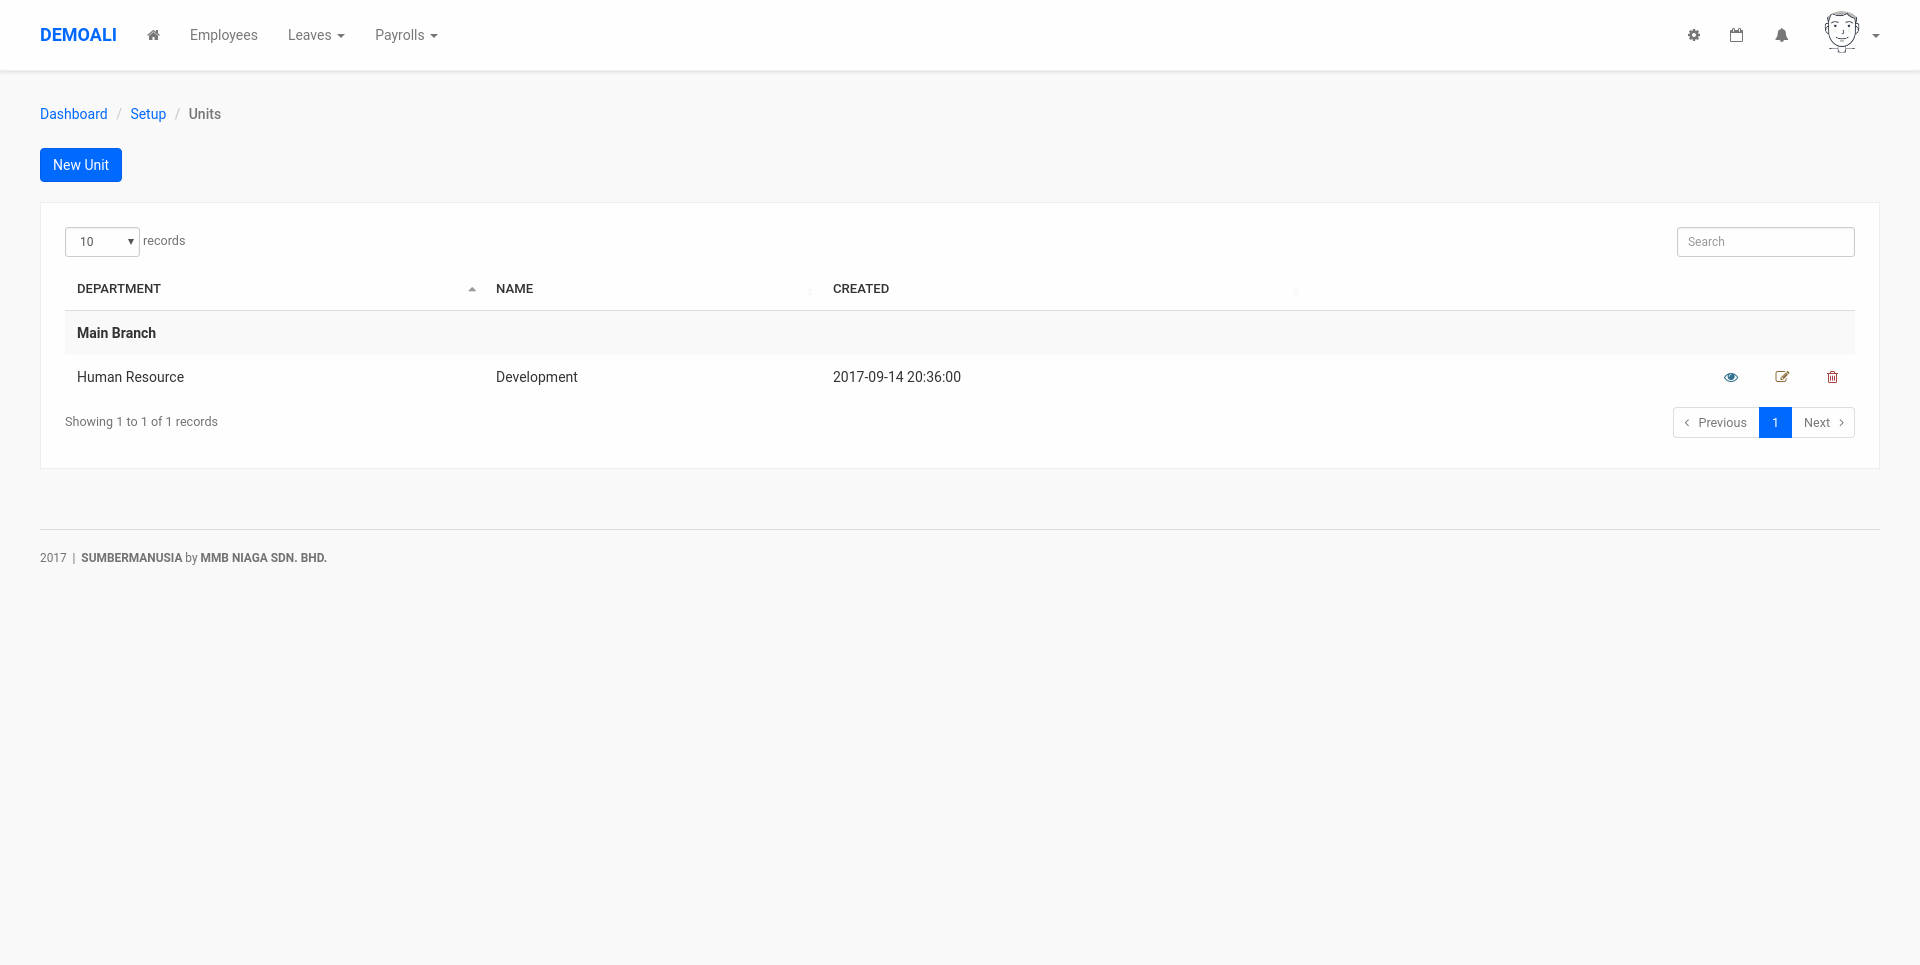 DEMOALI Employees Leaves Payrolls
Dashboard / Setup / Units
New Unit
10 records Search
DEPARTMENT NAME CREATED
Main Branch
Human Resource Development 2017-09-14 20:36:00
Showing 1 to 1 of 1 records Previous 1 Next
2017 | SUMBERMANUSIA by MMB NIAGA SDN. BHD.